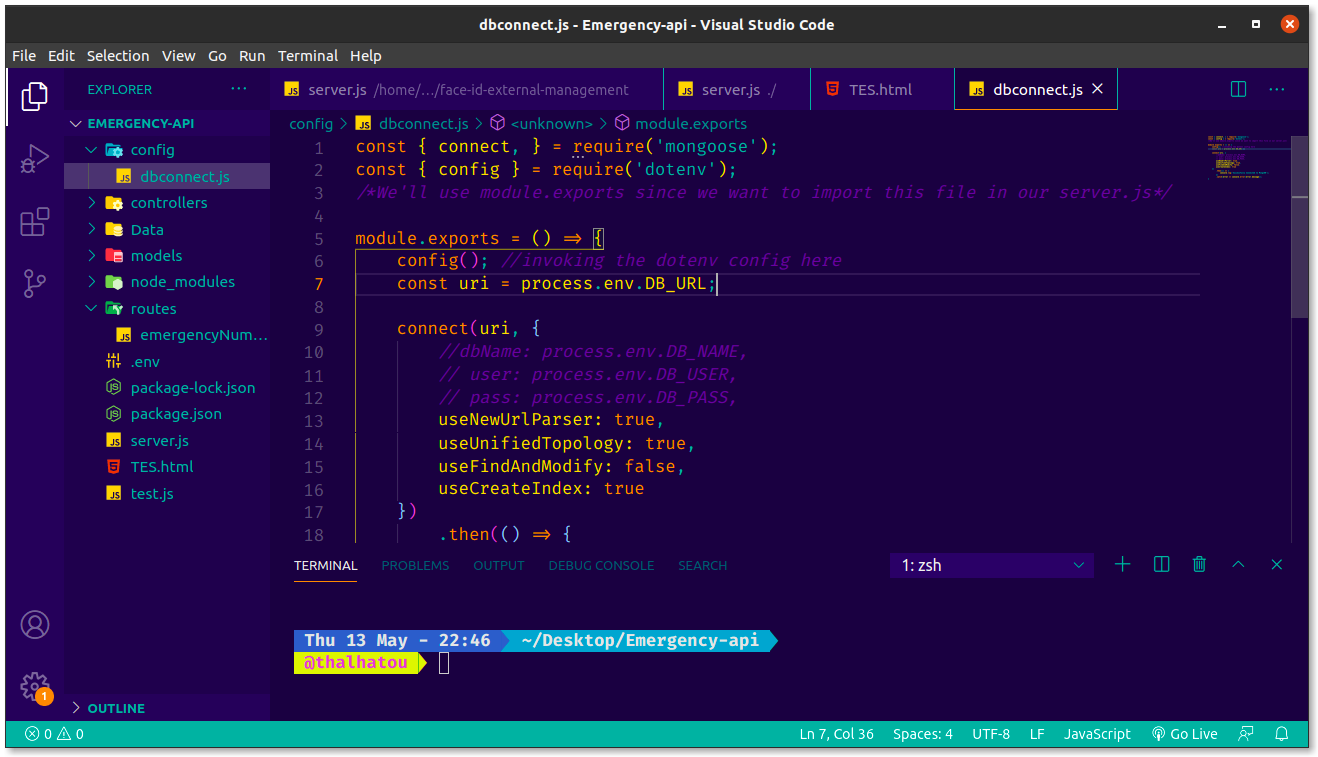 dbconnect.js - Emergency-api - Visual Studio Code
File Edit Selection View Go Run Terminal Help
EXPLORER ···
JS server.js /home/.../face-id-external-management
JS server.js ./
TES.html
JS dbconnect.js ×
config > JS dbconnect.js > <unknown> > module.exports
EMERGENCY-API
config
JS dbconnect.js
controllers
Data
models
node_modules
routes
JS emergencyNum...
.env
package-lock.json
package.json
JS server.js
TES.html
JS test.js
OUTLINE
1 const { connect, } = require('mongoose');
2 const { config } = require('dotenv');
3 /*We'll use module.exports since we want to import this file in our server.js*/
4
5 module.exports = () => {
6 config(); //invoking the dotenv config here
7 const uri = process.env.DB_URL;
8
9 connect(uri, {
10 //dbName: process.env.DB_NAME,
11 // user: process.env.DB_USER,
12 // pass: process.env.DB_PASS,
13 useNewUrlParser: true,
14 useUnifiedTopology: true,
15 useFindAndModify: false,
16 useCreateIndex: true
17 })
18 .then(() => {
TERMINAL PROBLEMS OUTPUT DEBUG CONSOLE SEARCH 1: zsh
Thu 13 May - 22:46 ~/Desktop/Emergency-api
@thalhatou
1
0 0 Ln 7, Col 36 Spaces: 4 UTF-8 LF JavaScript Go Live